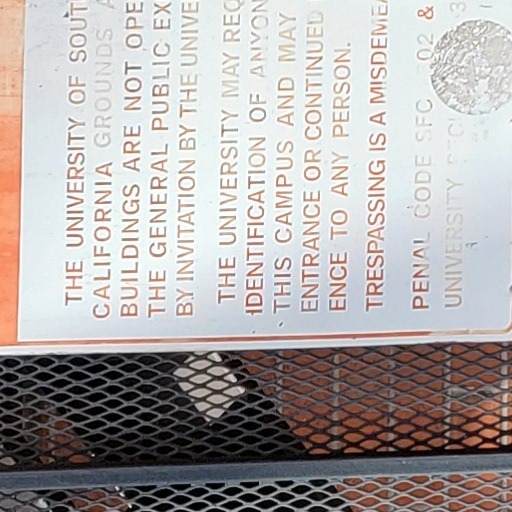 THE UNIVERSITY OF SOUT
CALIFORNIA GROUNDS A
BUILDINGS ARE NOT OPE
THE GENERAL PUBLIC EX
BY INVITATION BY THE UNIVE
THE UNIVERSITY MAY REQ
IDENTIFICATION OF ANYON
THIS CAMPUS AND MAY
ENTRANCE OR CONTINUED
ENCE TO ANY PERSON.
TRESPASSING IS A MISDEMEA
PENAL CODE SEC 602 &
UNIVERSITY